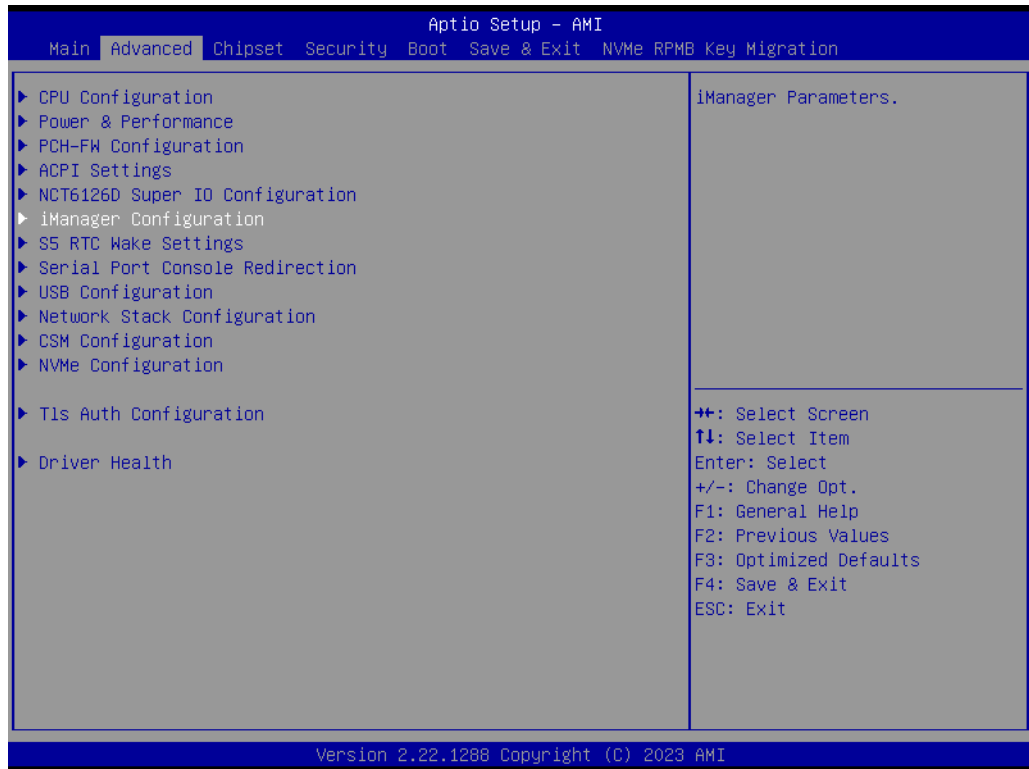 Aptio Setup – AMI
Main Advanced Chipset Security Boot Save & Exit NVMe RPMB Key Migration
▶ CPU Configuration
▶ Power & Performance
▶ PCH-FW Configuration
▶ ACPI Settings
▶ NCT6126D Super IO Configuration
▶ iManager Configuration
▶ S5 RTC Wake Settings
▶ Serial Port Console Redirection
▶ USB Configuration
▶ Network Stack Configuration
▶ CSM Configuration
▶ NVMe Configuration
▶ Tls Auth Configuration
▶ Driver Health
iManager Parameters.
→←: Select Screen
↑↓: Select Item
Enter: Select
+/-: Change Opt.
F1: General Help
F2: Previous Values
F3: Optimized Defaults
F4: Save & Exit
ESC: Exit
Version 2.22.1288 Copyright (C) 2023 AMI